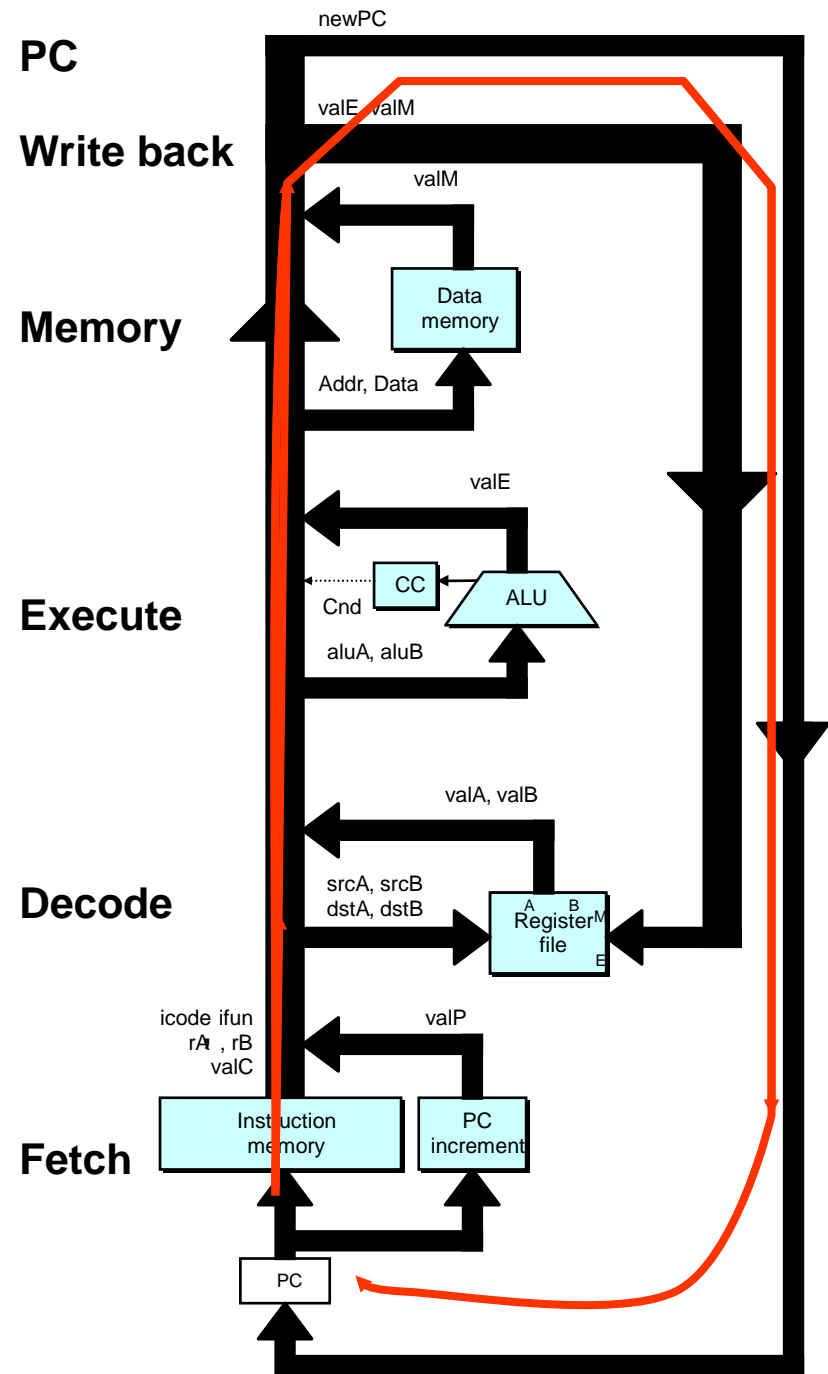 newPC
PC
valE, valM
Write back
valM
Data
memory
Memory
Addr, Data
valE
CC
ALU
Cnd
Execute
aluA, aluB
valA, valB
srcA, srcB
dstA, dstB
Decode
A B
M
Register
file
E
icode ifun
rA , rB
valC
valP
Instruction
memory
PC
increment
Fetch
PC